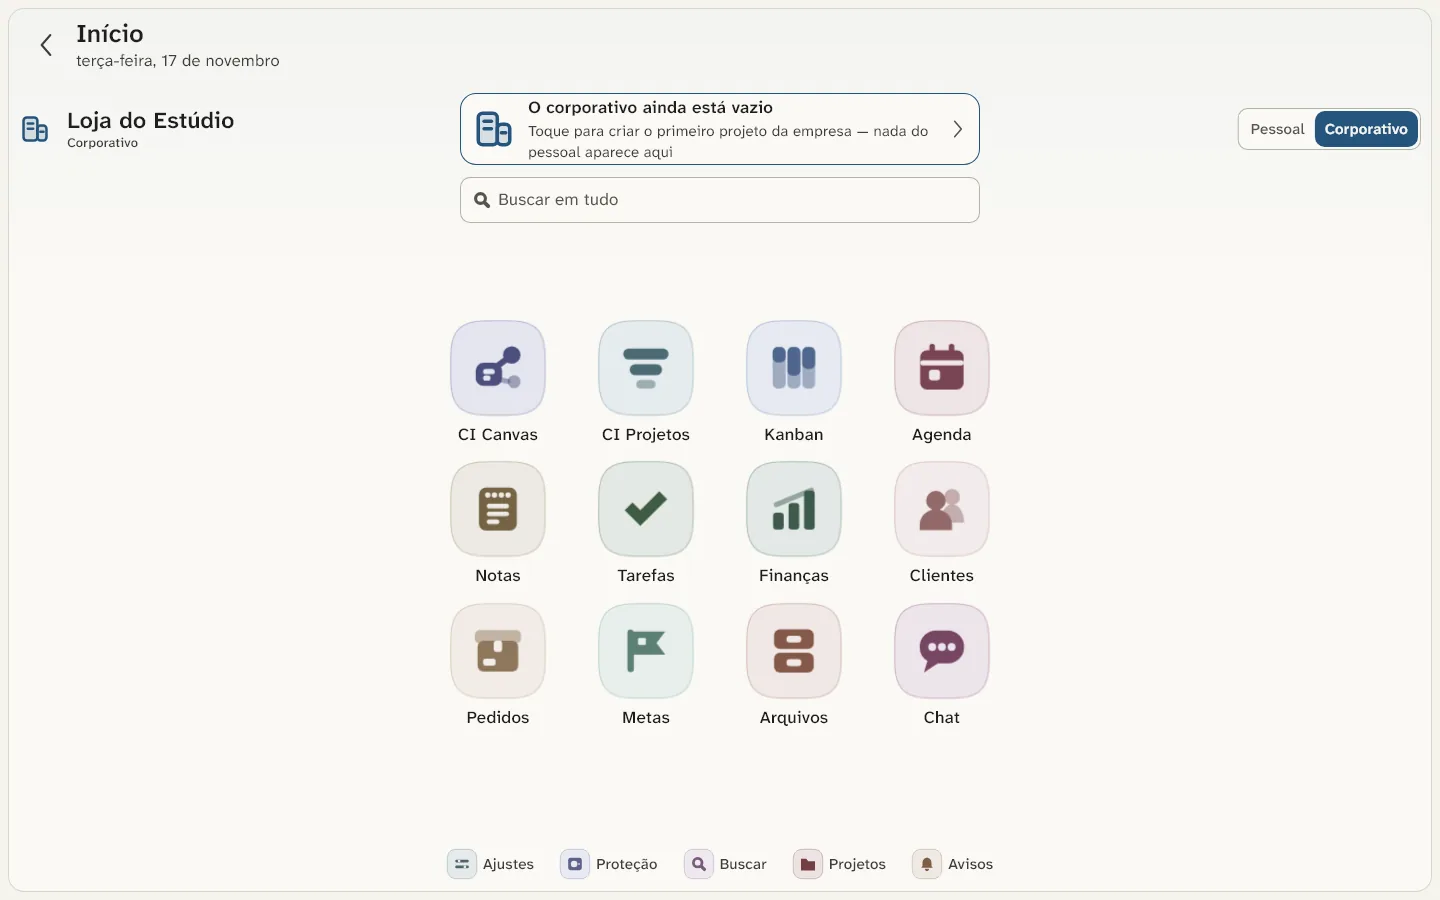 Início
terça-feira, 17 de novembro
Loja do Estúdio
Corporativo
O corporativo ainda está vazio
Toque para criar o primeiro projeto da empresa — nada do
pessoal aparece aqui
Pessoal
Corporativo
Buscar em tudo
CI Canvas
CI Projetos
Kanban
Agenda
Notas
Tarefas
Finanças
Clientes
Pedidos
Metas
Arquivos
Chat
Ajustes
Proteção
Buscar
Projetos
Avisos